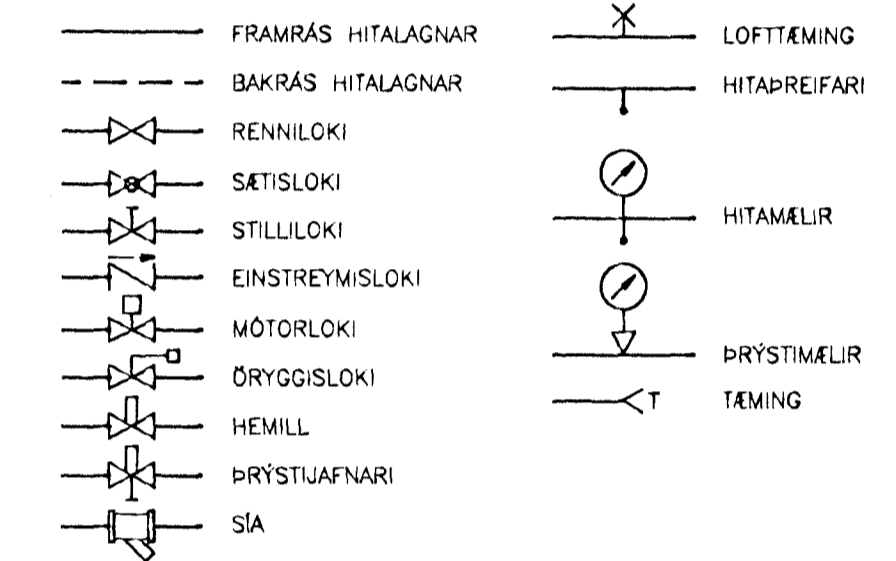 FRAMRÁS HITALAGNAR
BAKRÁS HITALAGNAR
RENNILOKI
SÆTISLOKI
STILLILOKI
EINSTREYMISLOKI
MÓTORLOKI
ÖRYGGISLOKI
HEMILL
ÞRÝSTIJAFNARI
SÍA
LOFTTÆMING
HITAÞREIFARI
HITAMÆLIR
ÞRÝSTIMÆLIR
T TÆMING